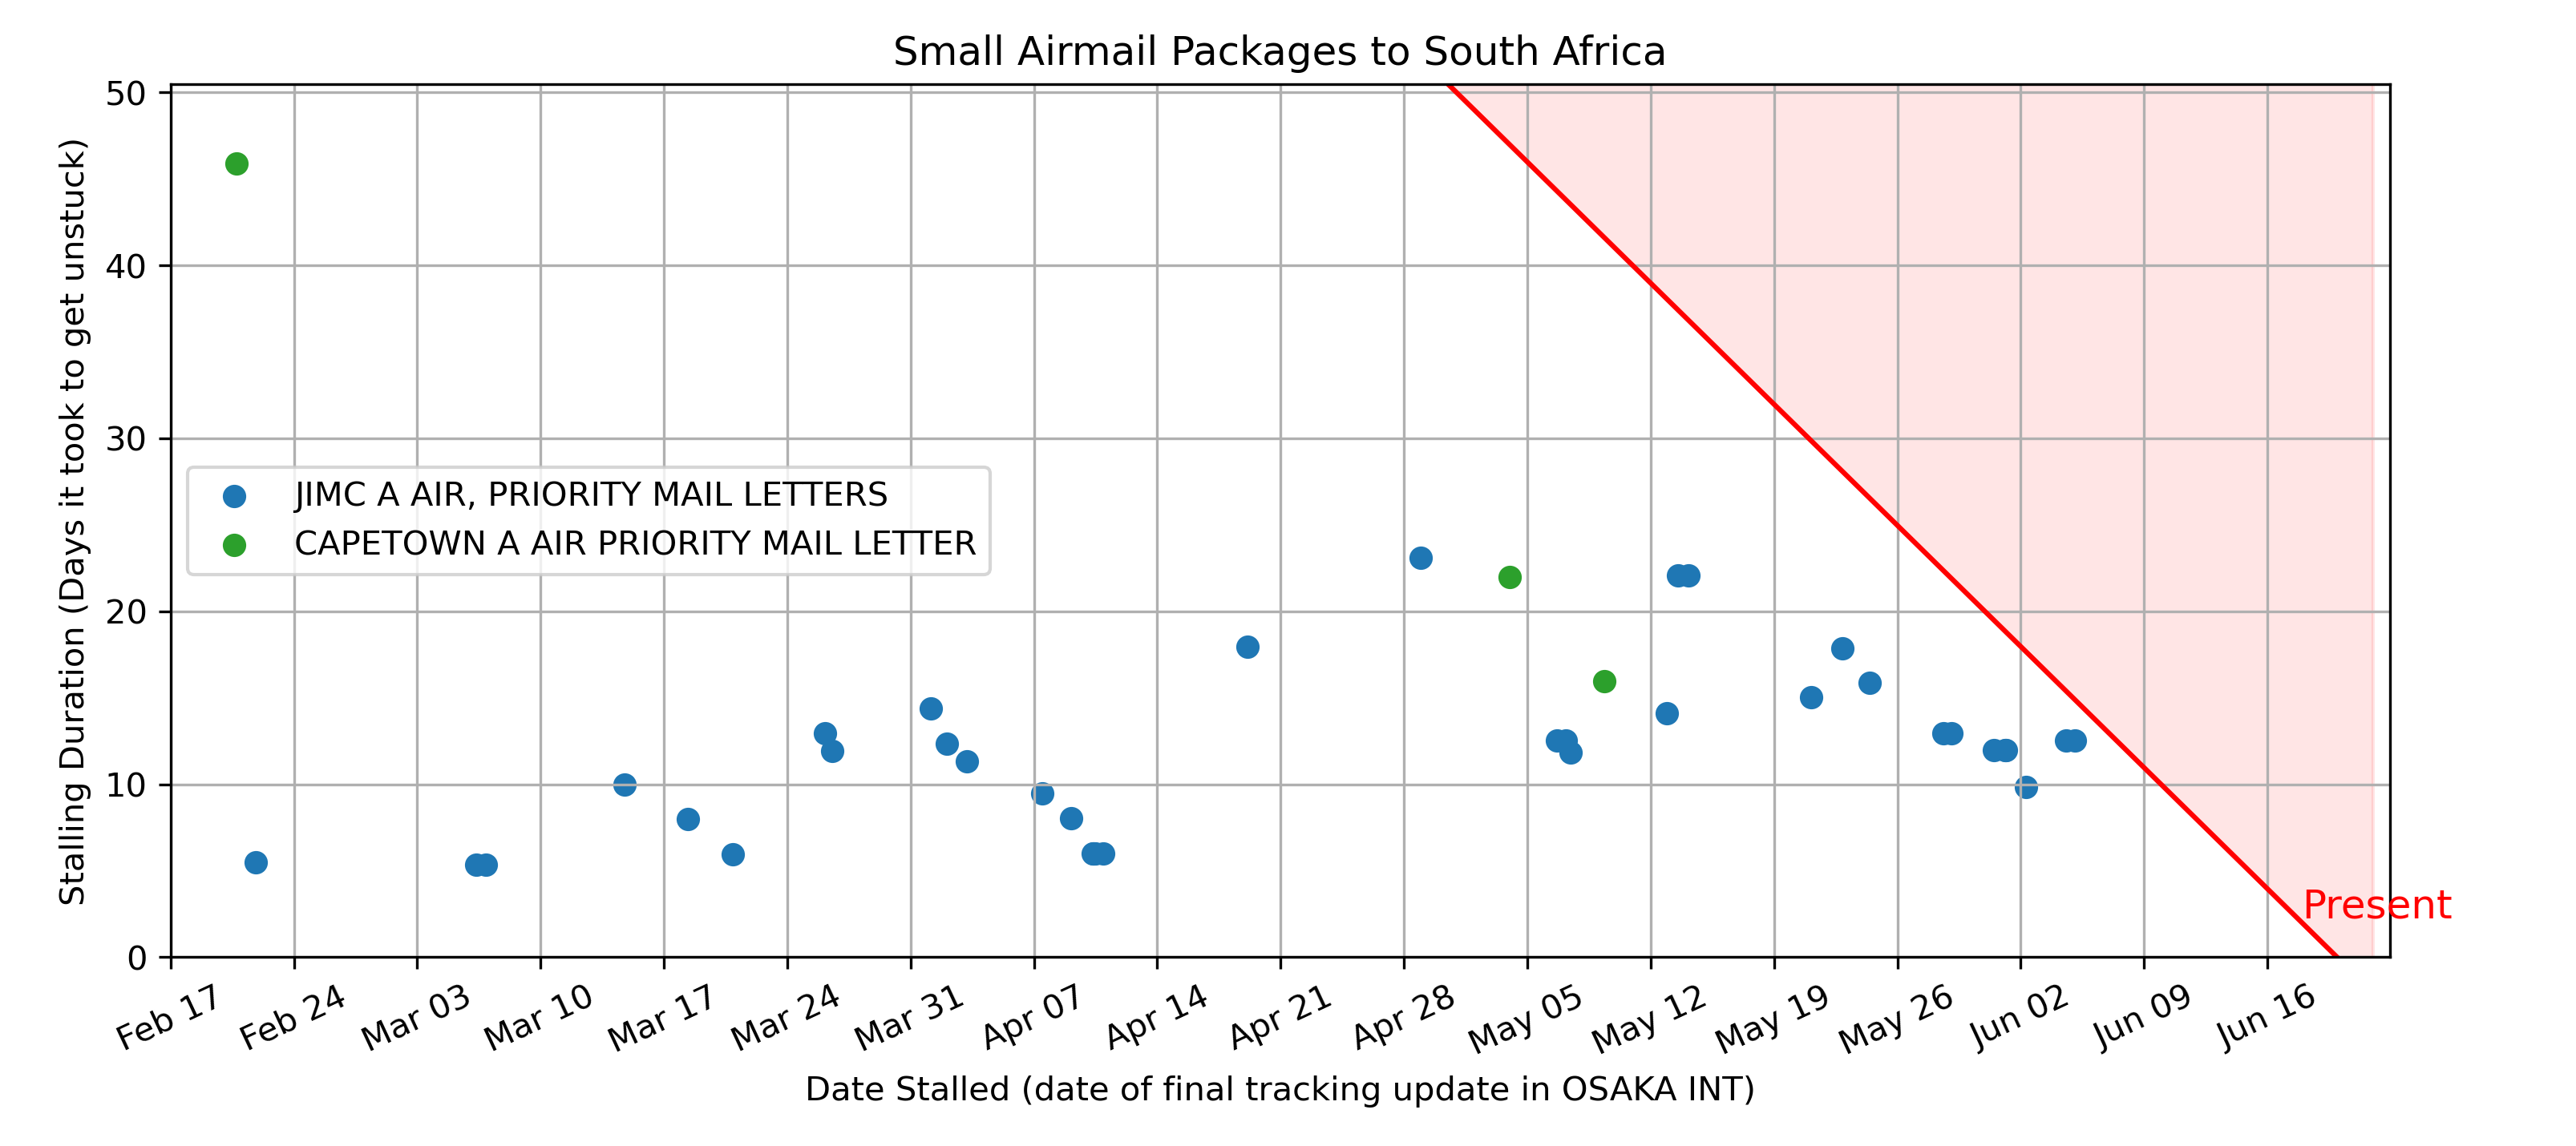 Small Airmail Packages to South Africa
Stalling Duration (Days it took to get unstuck)
50
40
30
20
10
0
JIMC A AIR, PRIORITY MAIL LETTERS
CAPETOWN A AIR PRIORITY MAIL LETTER
Present
Feb 17
Feb 24
Mar 03
Mar 10
Mar 17
Mar 24
Mar 31
Apr 07
Apr 14
Apr 21
Apr 28
May 05
May 12
May 19
May 26
Jun 02
Jun 09
Jun 16
Date Stalled (date of final tracking update in OSAKA INT)